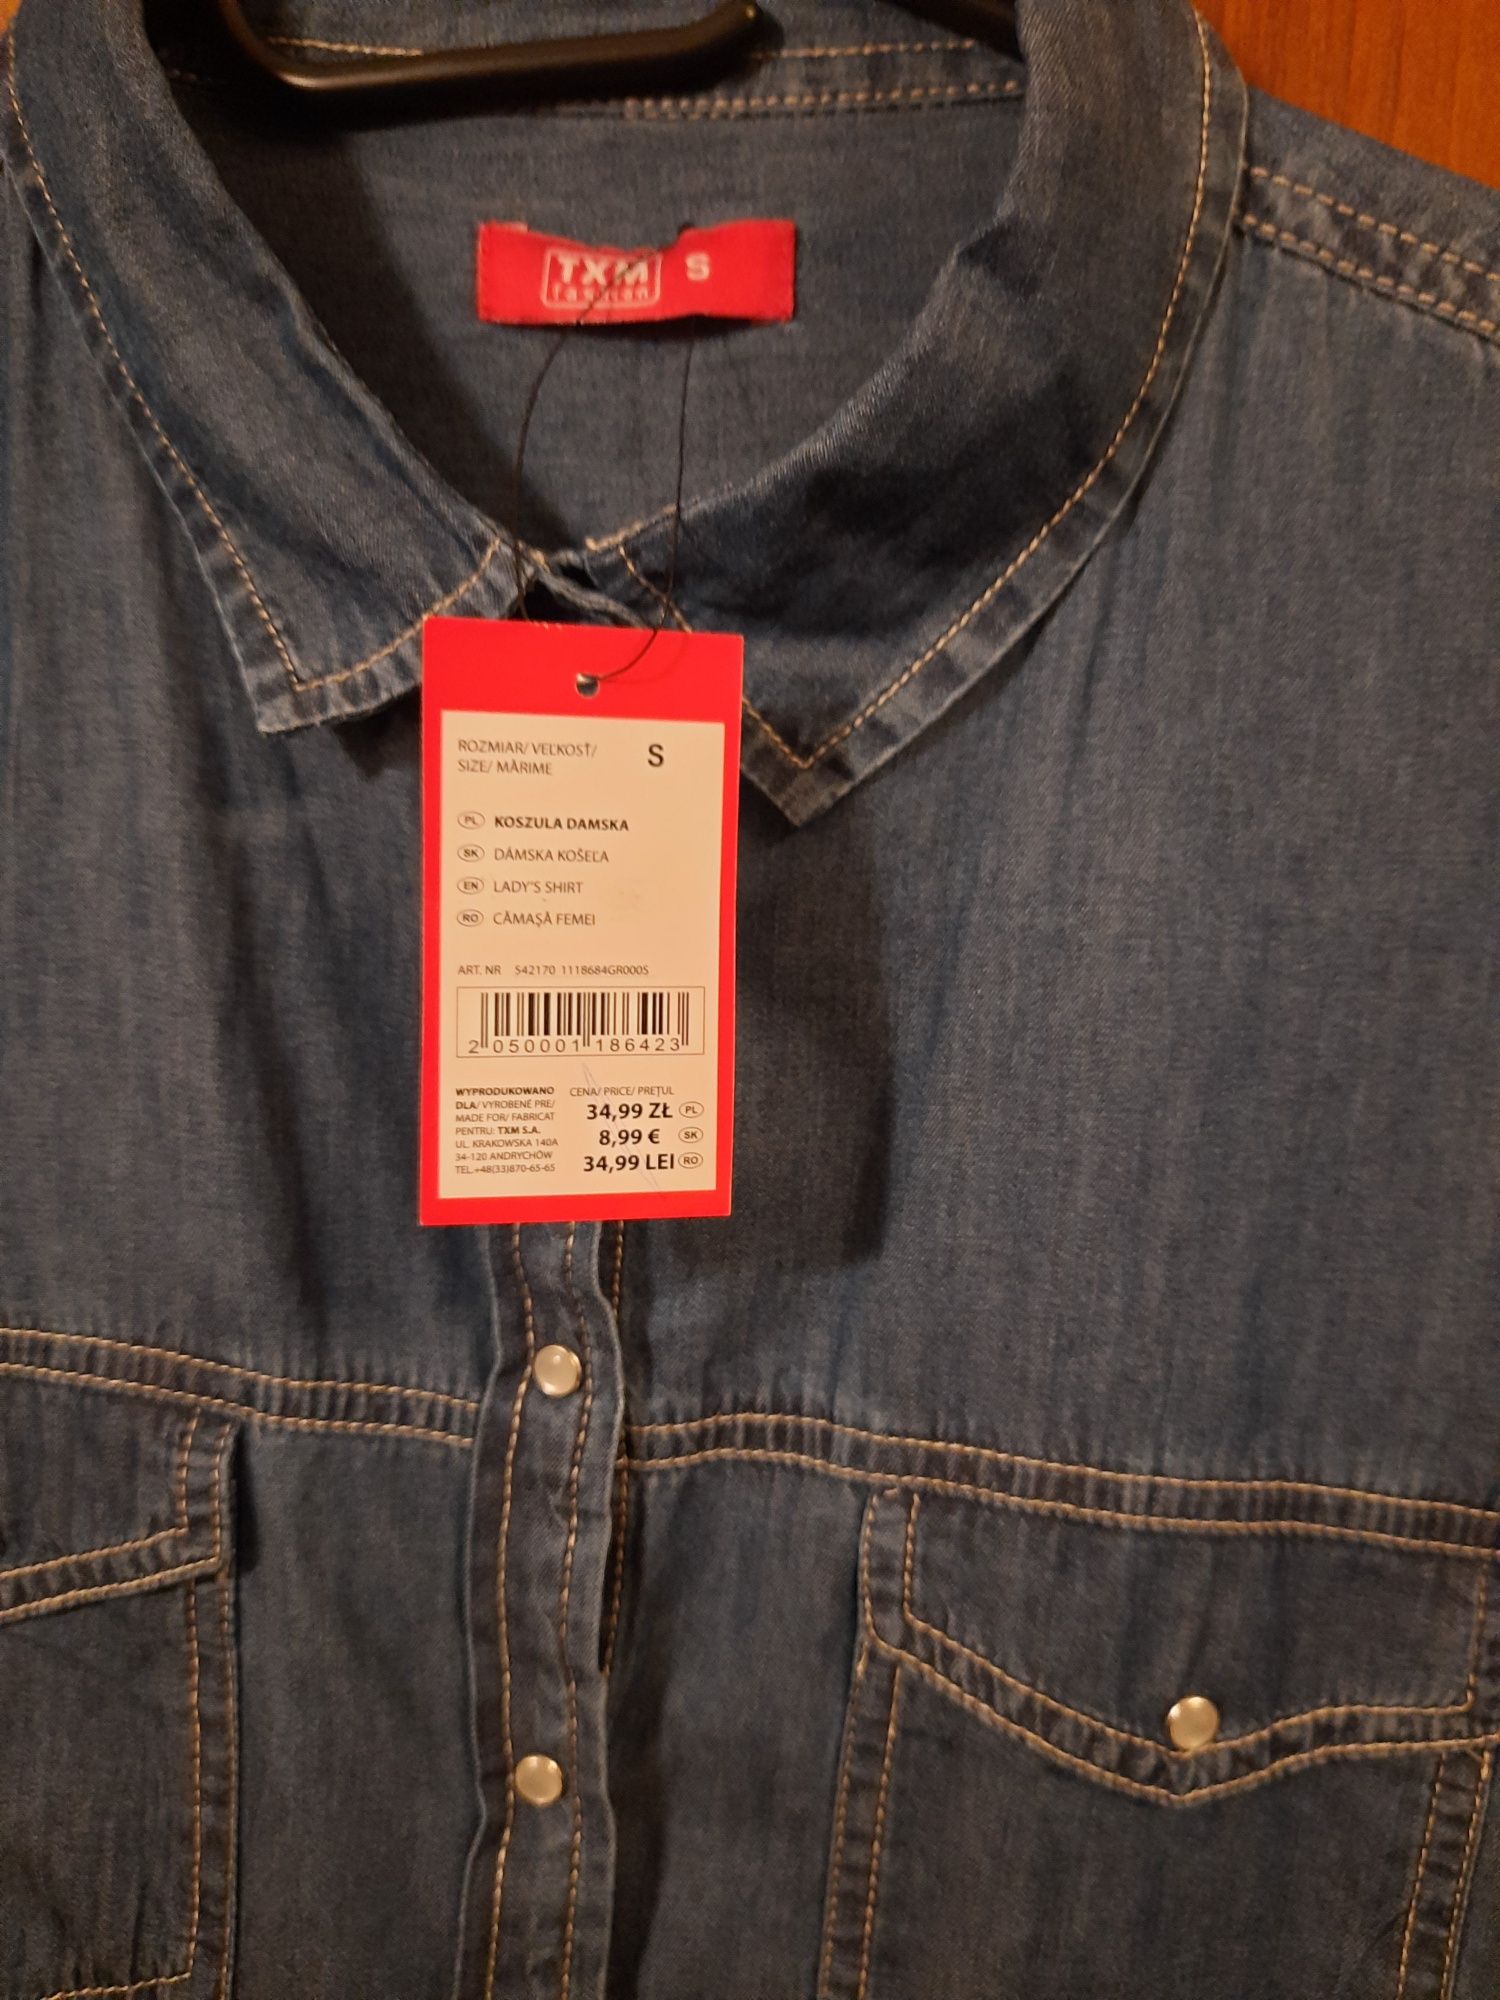 TXM S
fashion
ROZMIAR/ VEĽKOSŤ/ S
SIZE/ MĂRIME
PL KOSZULA DAMSKA
SK DÁMSKA KOŠEĽA
EN LADY'S SHIRT
RO CĂMAȘĂ FEMEI
ART. NR 542170 1118684GR000S
2 050001 186423
WYPRODUKOWANO
DLA/ VYROBENÉ PRE/
MADE FOR/ FABRICAT
PENTRU: TXM S.A.
UL. KRAKOWSKA 140A
34-120 ANDRYCHÓW
TEL.+48(33)870-65-65
CENA/ PRICE/ PREȚUL
34,99 ZŁ PL
8,99 € SK
34,99 LEI RO